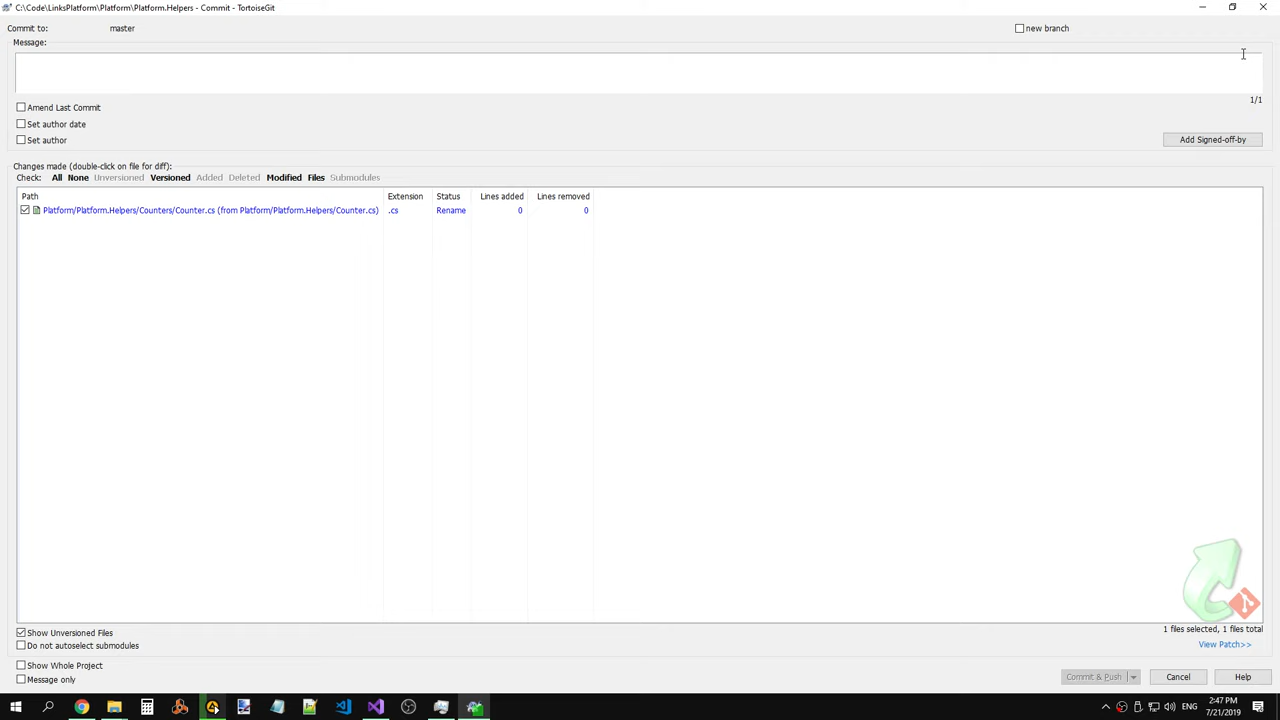 C:\Code\LinksPlatform\Platform\Platform.Helpers - Commit - TortoiseGit
Commit to: master new branch
Message:
1/1
Amend Last Commit
Set author date
Set author Add Signed-off-by
Changes made (double-click on file for diff):
Check: All None Unversioned Versioned Added Deleted Modified Files Submodules
Path Extension Status Lines added Lines removed
Platform/Platform.Helpers/Counters/Counter.cs (from Platform/Platform.Helpers/Counter.cs) .cs Rename 0 0
Show Unversioned Files 1 files selected, 1 files total
Do not autoselect submodules View Patch>>
Show Whole Project
Message only Commit & Push Cancel Help
2:47 PM
ENG
7/21/2019